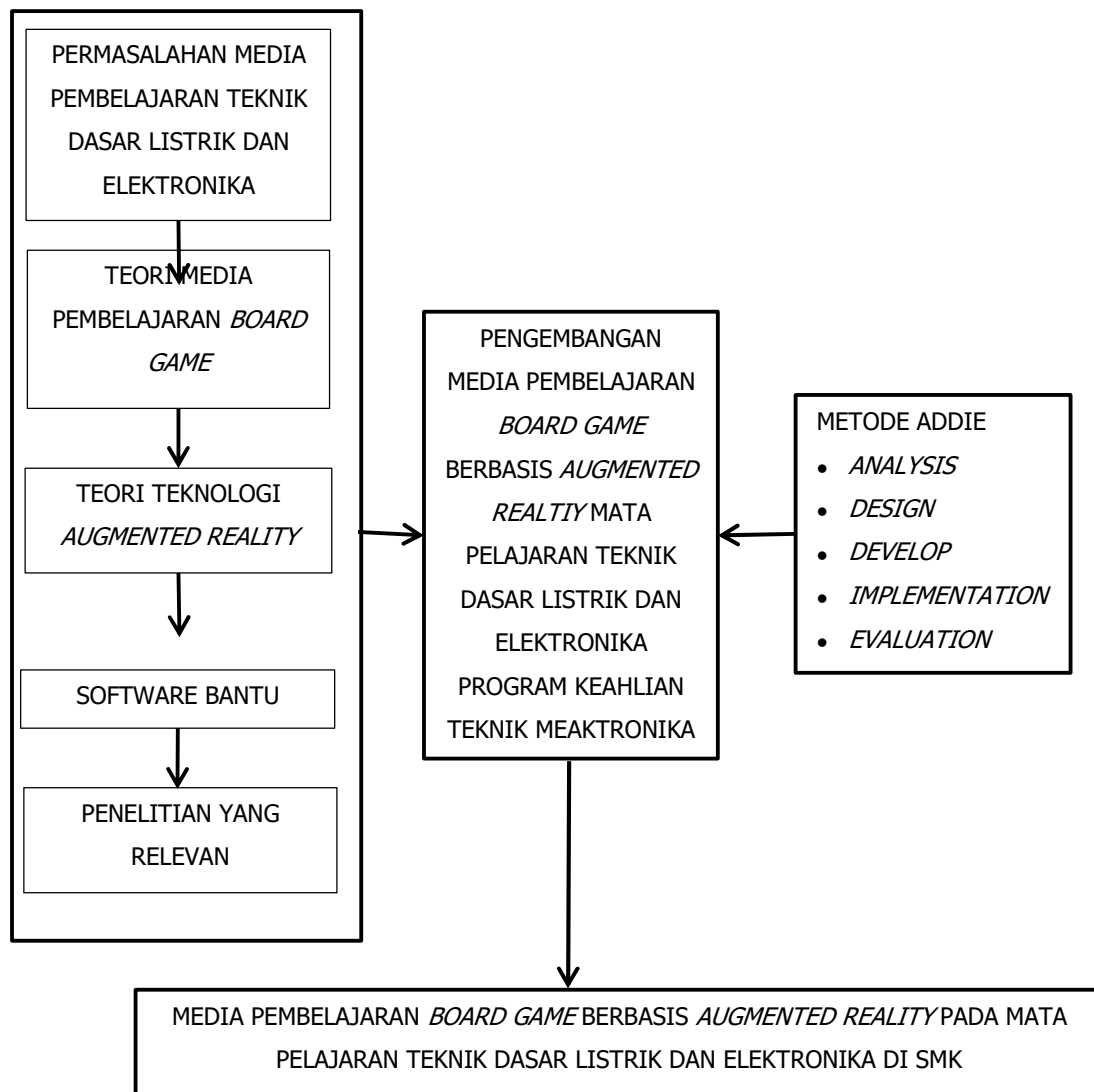 PERMASALAHAN MEDIA
PEMBELAJARAN TEKNIK
DASAR LISTRIK DAN
ELEKTRONIKA
TEORI MEDIA
PEMBELAJARAN BOARD
GAME
TEORI TEKNOLOGI
AUGMENTED REALITY
SOFTWARE BANTU
PENELITIAN YANG
RELEVAN
PENGEMBANGAN
MEDIA PEMBELAJARAN
BOARD GAME
BERBASIS AUGMENTED
REALTIY MATA
PELAJARAN TEKNIK
DASAR LISTRIK DAN
ELEKTRONIKA
PROGRAM KEAHLIAN
TEKNIK MEAKTRONIKA
METODE ADDIE
• ANALYSIS
• DESIGN
• DEVELOP
• IMPLEMENTATION
• EVALUATION
MEDIA PEMBELAJARAN BOARD GAME BERBASIS AUGMENTED REALITY PADA MATA
PELAJARAN TEKNIK DASAR LISTRIK DAN ELEKTRONIKA DI SMK